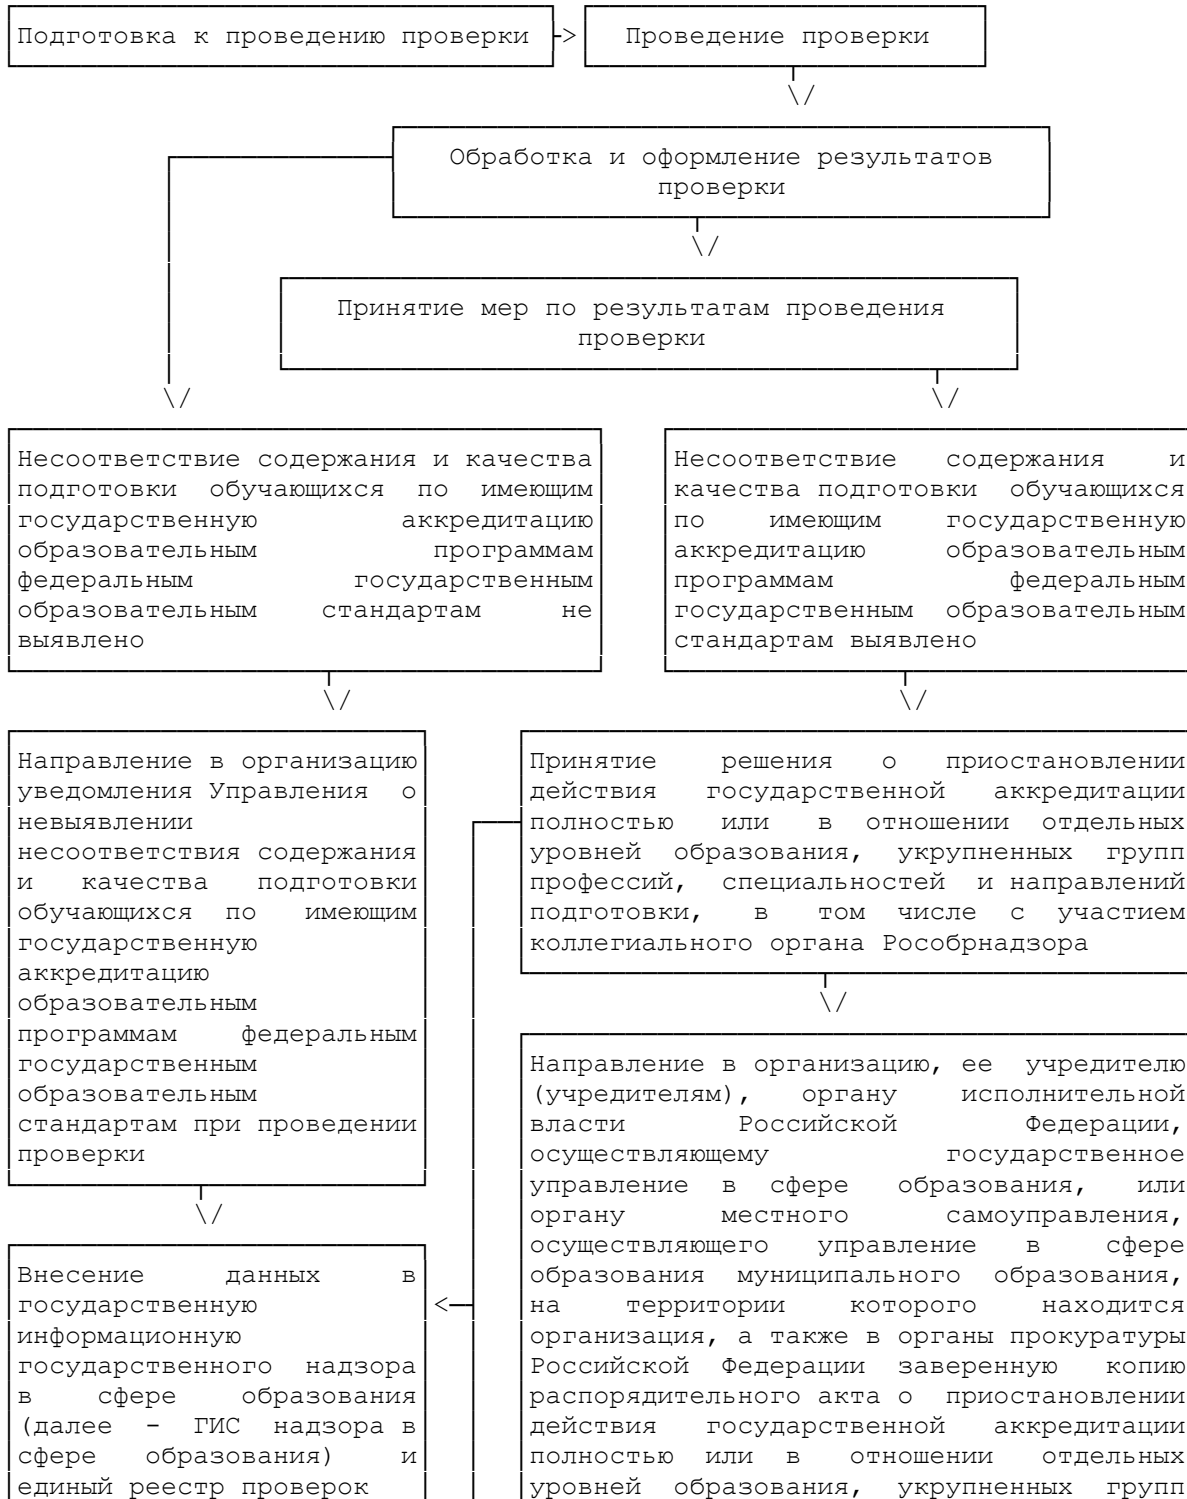 Подготовка к проведению проверки -> Проведение проверки
\/
Обработка и оформление результатов
проверки
\/
Принятие мер по результатам проведения
проверки
\/ \/
Несоответствие содержания и качества
подготовки обучающихся по имеющим
государственную аккредитацию
образовательным программам
федеральным государственным
образовательным стандартам не
выявлено
\/
Несоответствие содержания и
качества подготовки обучающихся
по имеющим государственную
аккредитацию образовательным
программам федеральным
государственным образовательным
стандартам выявлено
\/
Направление в организацию
уведомления Управления о
невыявлении
несоответствия содержания
и качества подготовки
обучающихся по имеющим
государственную
аккредитацию
образовательным
программам федеральным
государственным
образовательным
стандартам при проведении
проверки
\/
Внесение данных в
государственную
информационную
государственного надзора
в сфере образования
(далее - ГИС надзора в
сфере образования) и
единый реестр проверок
<
Принятие решения о приостановлении
действия государственной аккредитации
полностью или в отношении отдельных
уровней образования, укрупненных групп
профессий, специальностей и направлений
подготовки, в том числе с участием
коллегиального органа Рособрнадзора
\/
Направление в организацию, ее учредителю
(учредителям), органу исполнительной
власти Российской Федерации,
осуществляющему государственное
управление в сфере образования, или
органу местного самоуправления,
осуществляющего управление в сфере
образования муниципального образования,
на территории которого находится
организация, а также в органы прокуратуры
Российской Федерации заверенную копию
распорядительного акта о приостановлении
действия государственной аккредитации
полностью или в отношении отдельных
уровней образования, укрупненных групп